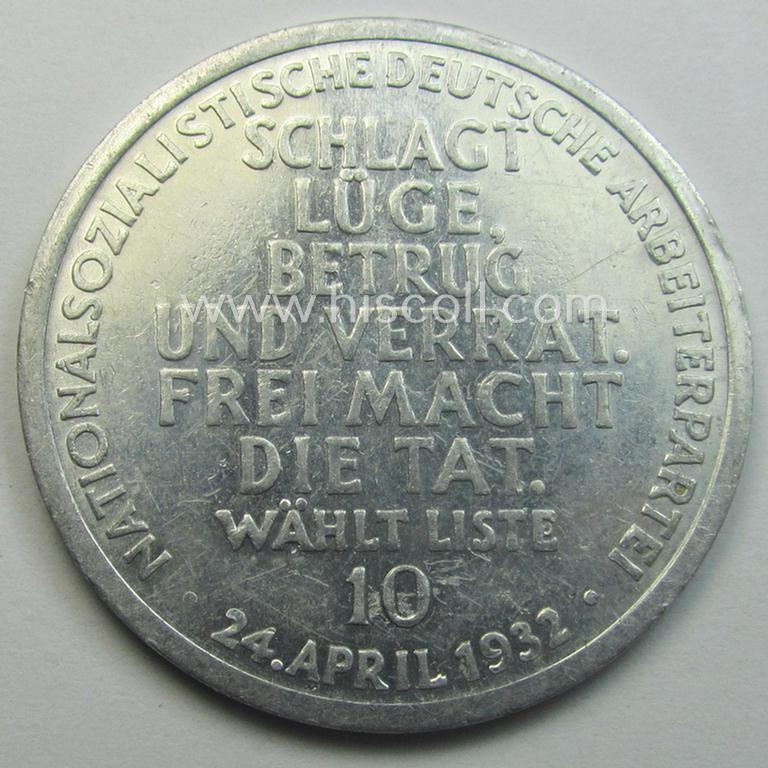 NATIONALSOZIALISTISCHE DEUTSCHE ARBEITERPARTEI
SCHLAGT
LÜGE,
BETRUG
UND VERRAT.
FREI MACHT
DIE TAT.
WÄHLT LISTE
10
· 24. APRIL 1932 ·
www.hiscoll.com